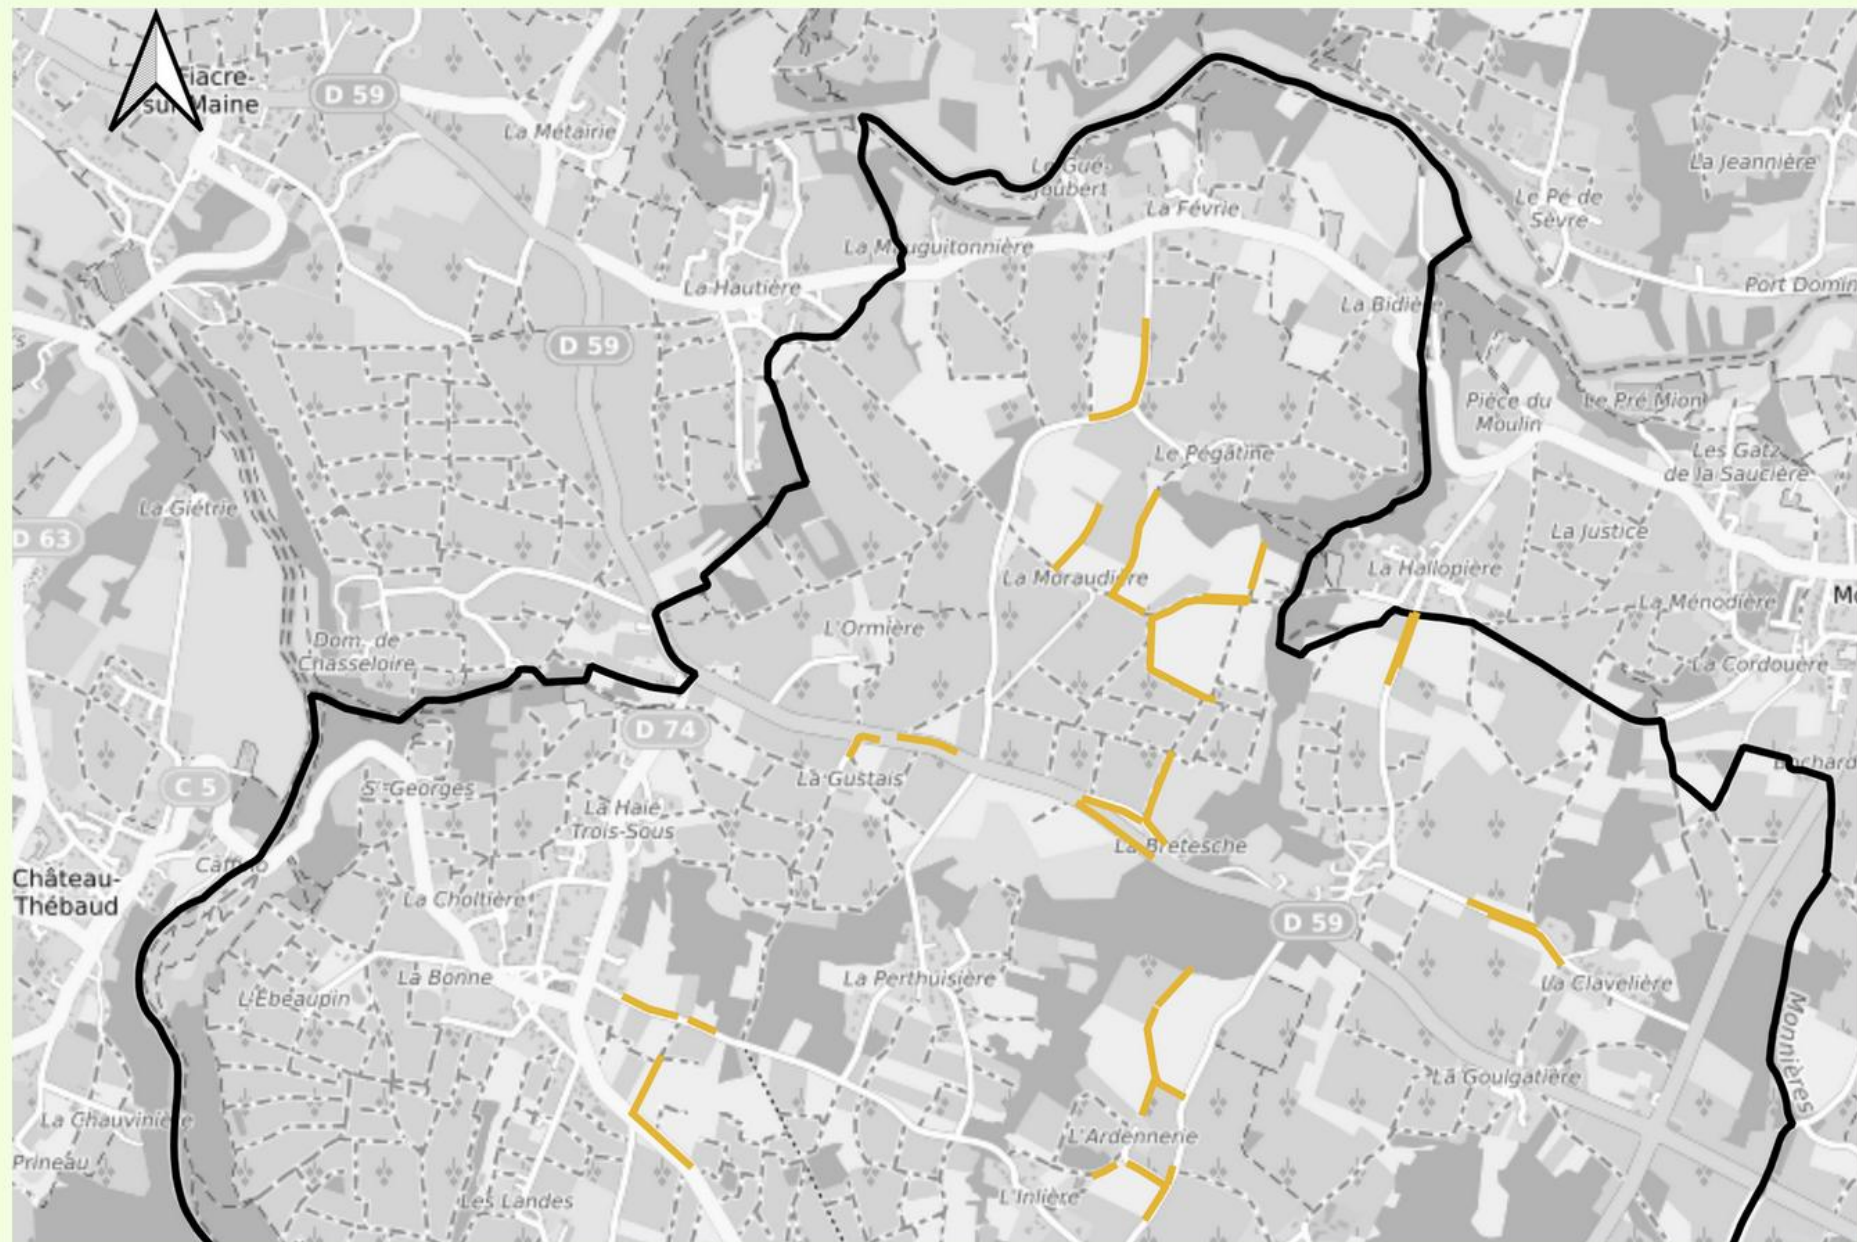 Fiacre-
sur-Maine
D 59
La Métairie
La Jeannière
Le Gué-
Joubert
Le Pé de
Sèvre
La Févrie
La Mauguitonnière
La Hautière
Port Domin
La Bidière
D 59
Pièce du
Moulin
Le Pré Mion
Le Pégatine
Les Gatz
de la Saucière
La Giétrie
La Justice
D 63
La Moraudière
La Hallopière
La Ménodière
L'Ormière
Dom. de
Chasseloire
La Cordouère
D 74
La Gustais
C 5
St-Georges
La Haie
Trois-Sous
La Bretesche
Château-
Thébaud
La Choltière
D 59
La Bonne
La Perthuisière
L'Ébeaupin
La Clavelière
Monnières
La Goulgatière
La Chauvinière
L'Ardennerie
Prineau
Les Landes
L'Inlière